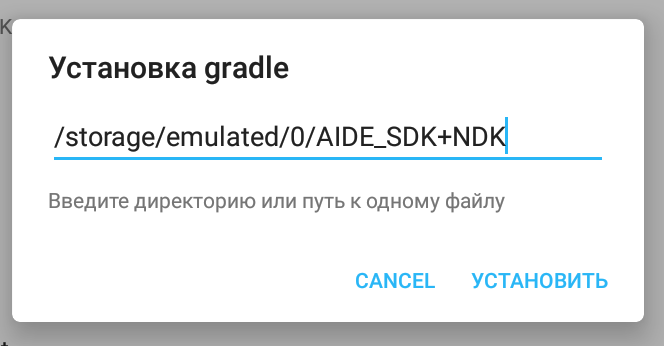 K
Установка gradle
/storage/emulated/0/AIDE_SDK+NDK
Введите директорию или путь к одному файлу
CANCEL УСТАНОВИТЬ